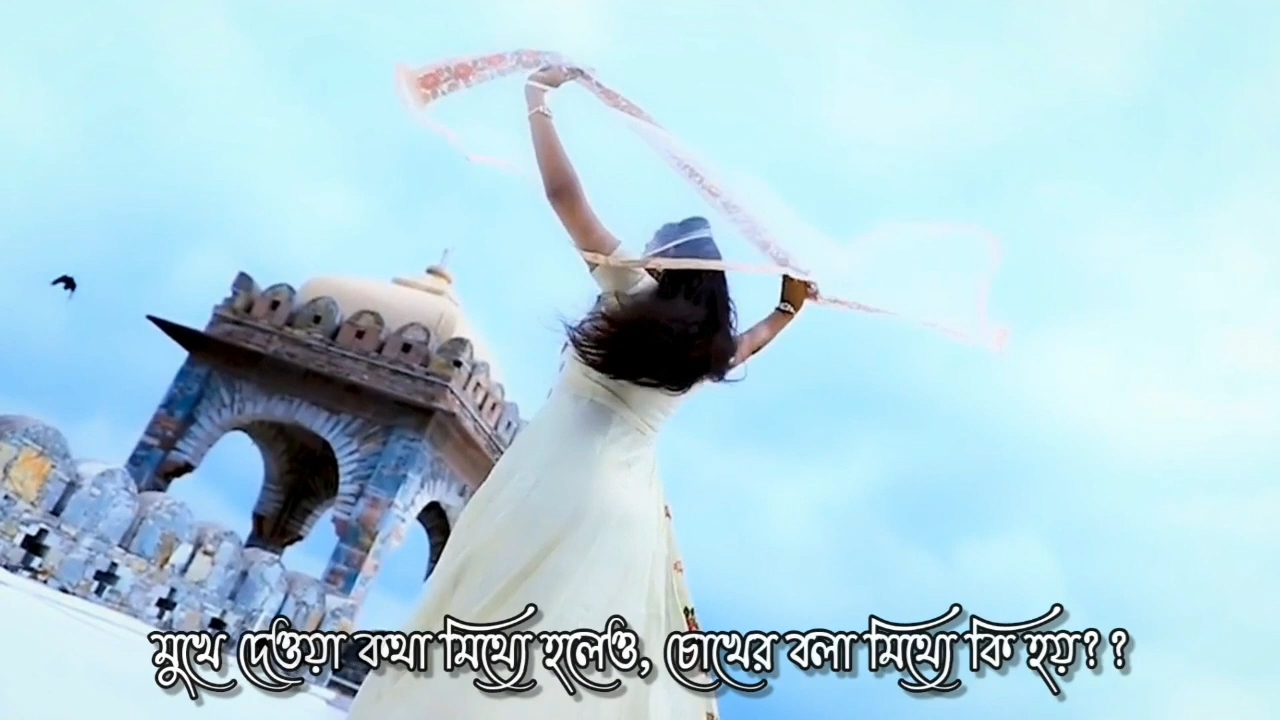 মুখে দেওয়া কথা মিথ্যে হলেও, চোখের বলা মিথ্যে কি হয়??